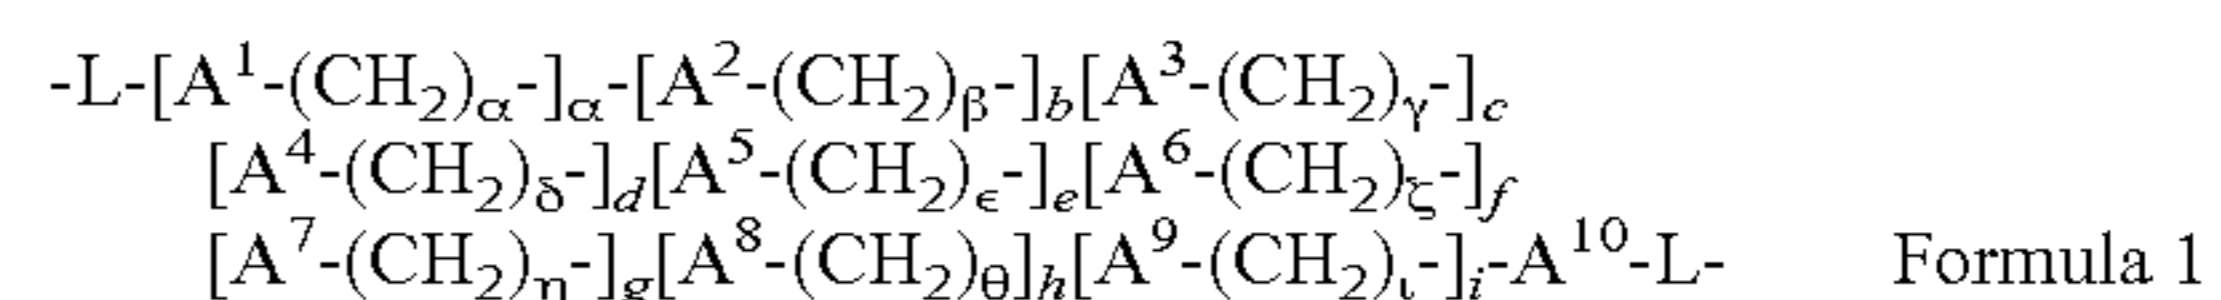 -L-[A¹-(CH₂)α-]α-[A²-(CH₂)β-]b[A³-(CH₂)γ-]c
[A⁴-(CH₂)δ-]d[A⁵-(CH₂)ϵ-]e[A⁶-(CH₂)ζ-]f
[A⁷-(CH₂)η-]g[A⁸-(CH₂)θ]h[A⁹-(CH₂)ι-]i-A¹⁰-L- Formula 1